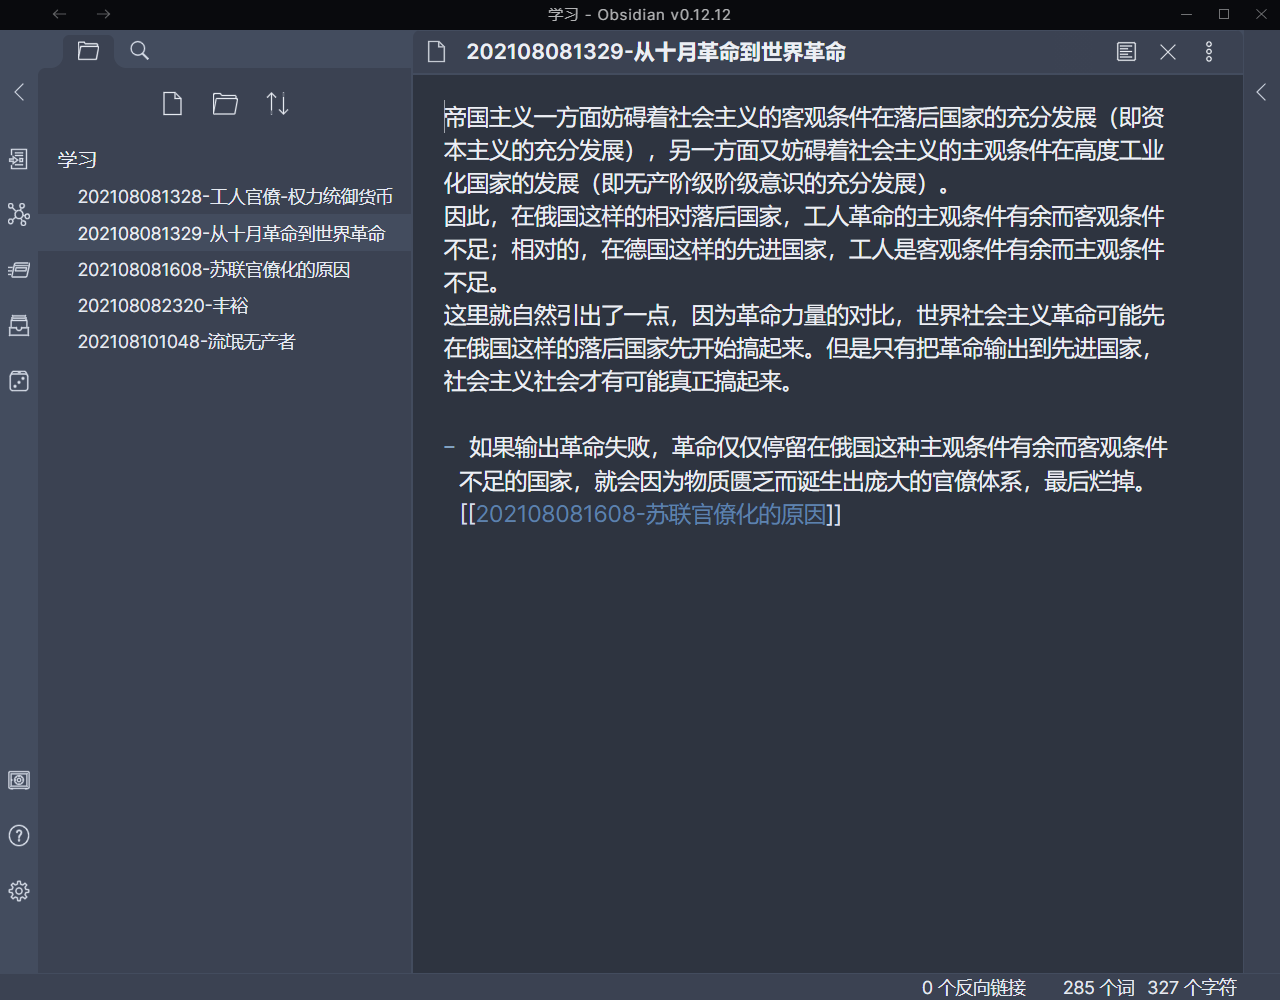 学习 - Obsidian v0.12.12
202108081329-从十月革命到世界革命
学习
202108081328-工人官僚-权力统御货币
202108081329-从十月革命到世界革命
202108081608-苏联官僚化的原因
202108082320-丰裕
202108101048-流氓无产者
帝国主义一方面妨碍着社会主义的客观条件在落后国家的充分发展（即资
本主义的充分发展），另一方面又妨碍着社会主义的主观条件在高度工业
化国家的发展（即无产阶级阶级意识的充分发展）。
因此，在俄国这样的相对落后国家，工人革命的主观条件有余而客观条件
不足；相对的，在德国这样的先进国家，工人是客观条件有余而主观条件
不足。
这里就自然引出了一点，因为革命力量的对比，世界社会主义革命可能先
在俄国这样的落后国家先开始搞起来。但是只有把革命输出到先进国家，
社会主义社会才有可能真正搞起来。
- 如果输出革命失败，革命仅仅停留在俄国这种主观条件有余而客观条件
不足的国家，就会因为物质匮乏而诞生出庞大的官僚体系，最后烂掉。
[[202108081608-苏联官僚化的原因]]
0 个反向链接 285 个词 327 个字符